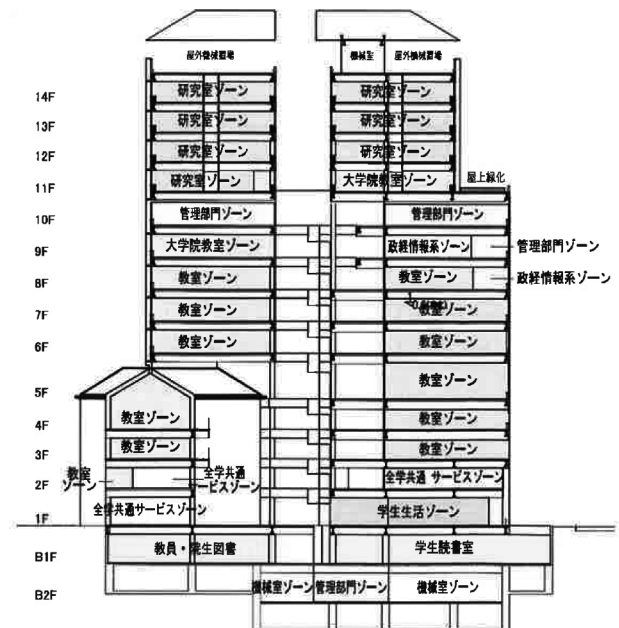 屋外機械置場
機械室 屋外機械置場
14F 研究室ゾーン 研究室ゾーン
13F 研究室ゾーン 研究室ゾーン
12F 研究室ゾーン 研究室ゾーン
11F 研究室ゾーン 大学院教室ゾーン 屋上緑化
10F 管理部門ゾーン 管理部門ゾーン
9F 大学院教室ゾーン 政経情報系ゾーン 管理部門ゾーン
8F 教室ゾーン 教室ゾーン 政経情報系ゾーン
7F 教室ゾーン 教室ゾーン
6F 教室ゾーン 教室ゾーン
5F 教室ゾーン
4F 教室ゾーン 教室ゾーン
3F 教室ゾーン 教室ゾーン
2F 教室
ゾーン 全学共通
サービスゾーン 全学共通 サービスゾーン
1F 全学共通サービスゾーン 学生生活ゾーン
B1F 教員・院生図書 学生読書室
B2F 機械室ゾーン 管理部門ゾーン 機械室ゾーン